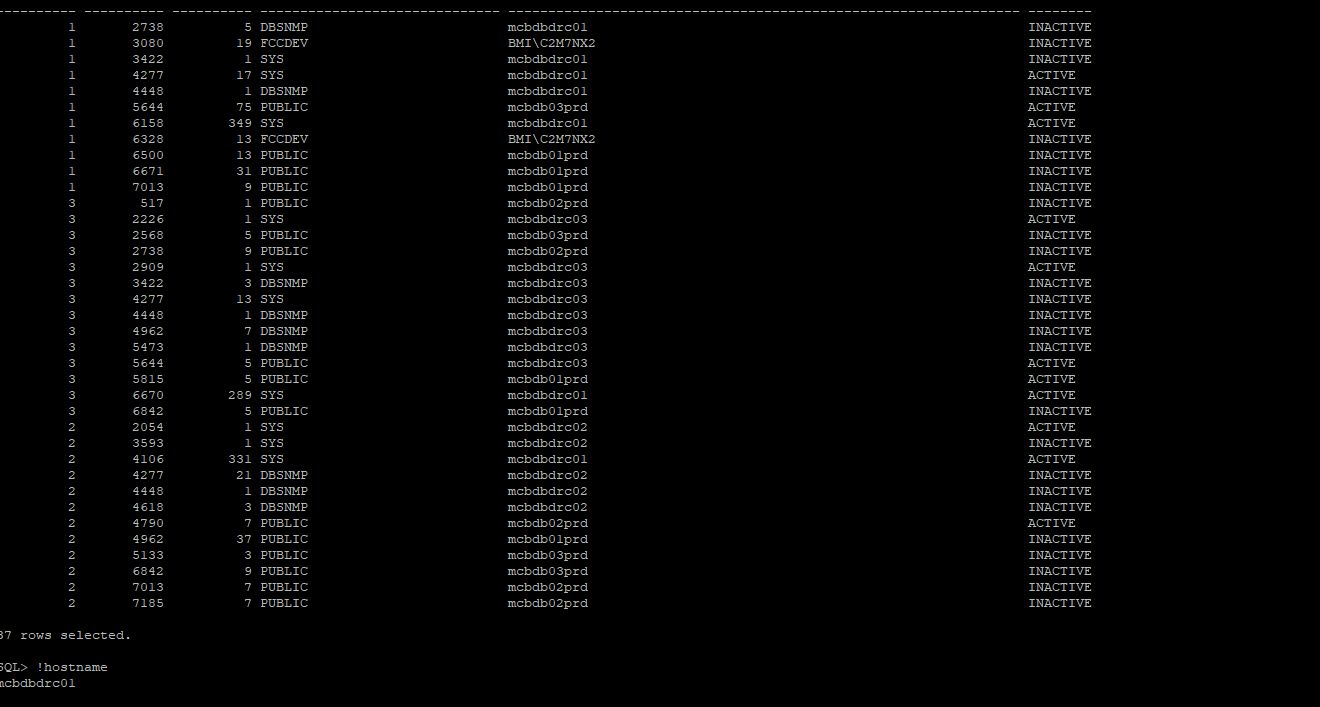 ---------- ---------- ---------- ------------------------------ ---------------------------------------------------------------- --------
1 2738 5 DBSNMP mcbdbdrc01 INACTIVE
1 3080 19 FCCDEV BMI\C2M7NX2 INACTIVE
1 3422 1 SYS mcbdbdrc01 INACTIVE
1 4277 17 SYS mcbdbdrc01 ACTIVE
1 4448 1 DBSNMP mcbdbdrc01 INACTIVE
1 5644 75 PUBLIC mcbdb03prd ACTIVE
1 6158 349 SYS mcbdbdrc01 ACTIVE
1 6328 13 FCCDEV BMI\C2M7NX2 INACTIVE
1 6500 13 PUBLIC mcbdb01prd INACTIVE
1 6671 31 PUBLIC mcbdb01prd INACTIVE
1 7013 9 PUBLIC mcbdb01prd INACTIVE
3 517 1 PUBLIC mcbdb02prd INACTIVE
3 2226 1 SYS mcbdbdrc03 ACTIVE
3 2568 5 PUBLIC mcbdb03prd INACTIVE
3 2738 9 PUBLIC mcbdb02prd INACTIVE
3 2909 1 SYS mcbdbdrc03 ACTIVE
3 3422 3 DBSNMP mcbdbdrc03 INACTIVE
3 4277 13 SYS mcbdbdrc03 INACTIVE
3 4448 1 DBSNMP mcbdbdrc03 INACTIVE
3 4962 7 DBSNMP mcbdbdrc03 INACTIVE
3 5473 1 DBSNMP mcbdbdrc03 INACTIVE
3 5644 5 PUBLIC mcbdbdrc03 ACTIVE
3 5815 5 PUBLIC mcbdb01prd ACTIVE
3 6670 289 SYS mcbdbdrc01 ACTIVE
3 6842 5 PUBLIC mcbdb01prd INACTIVE
2 2054 1 SYS mcbdbdrc02 ACTIVE
2 3593 1 SYS mcbdbdrc02 INACTIVE
2 4106 331 SYS mcbdbdrc01 ACTIVE
2 4277 21 DBSNMP mcbdbdrc02 INACTIVE
2 4448 1 DBSNMP mcbdbdrc02 INACTIVE
2 4618 3 DBSNMP mcbdbdrc02 INACTIVE
2 4790 7 PUBLIC mcbdb02prd ACTIVE
2 4962 37 PUBLIC mcbdb01prd INACTIVE
2 5133 3 PUBLIC mcbdb03prd INACTIVE
2 6842 9 PUBLIC mcbdb03prd INACTIVE
2 7013 7 PUBLIC mcbdb02prd INACTIVE
2 7185 7 PUBLIC mcbdb02prd INACTIVE
37 rows selected.
SQL> !hostname
mcbdbdrc01